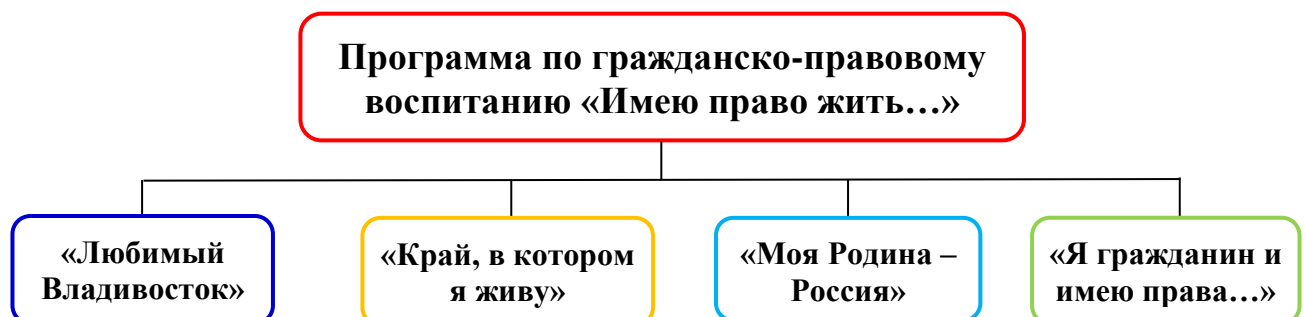 Программа по гражданско-правовому
воспитанию «Имею право жить…»
«Любимый
Владивосток»
«Край, в котором
я живу»
«Моя Родина –
Россия»
«Я гражданин и
имею права…»